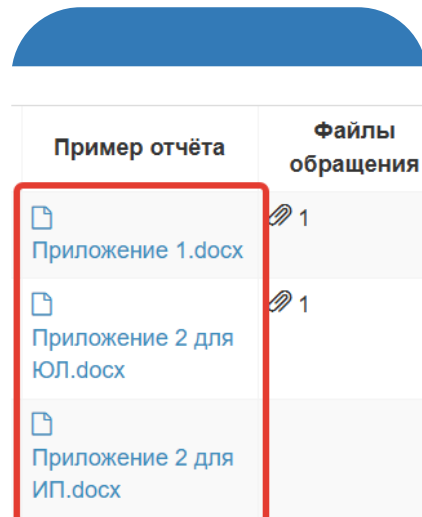 Пример отчёта
Файлы
обращения
Приложение 1.docx
1
Приложение 2 для
ЮЛ.docx
1
Приложение 2 для
ИП.docx